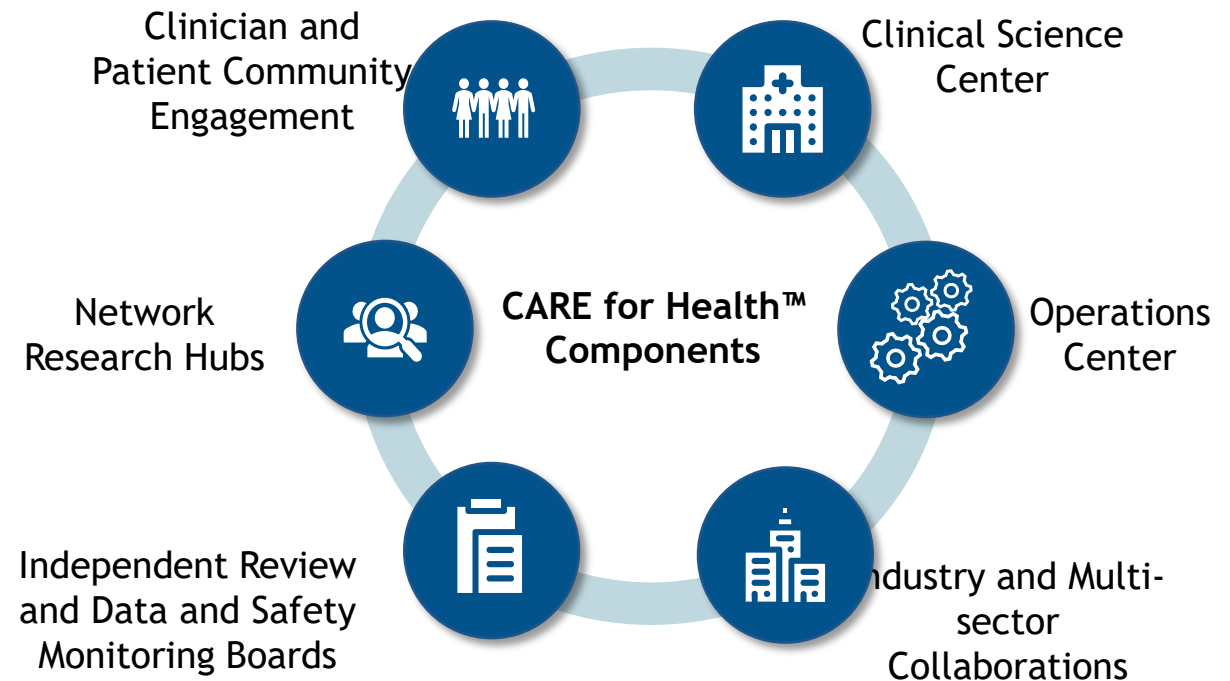 Clinician and
Patient Community
Engagement
Clinical Science
Center
Network
Research Hubs
CARE for Health™
Components
Operations
Center
Independent Review
and Data and Safety
Monitoring Boards
ndustry and Multi-
sector
Collaborations